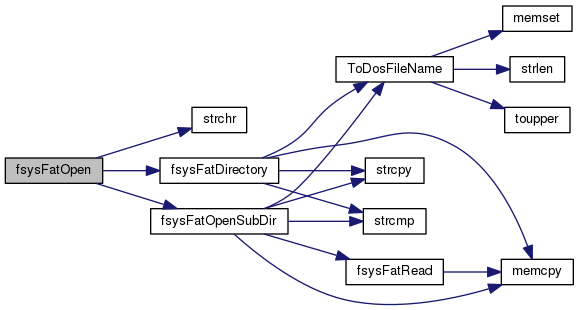 memset
ToDosFileName
strlen
strchr
toupper
fsysFatOpen
fsysFatDirectory
strcpy
fsysFatOpenSubDir
strcmp
fsysFatRead
memcpy